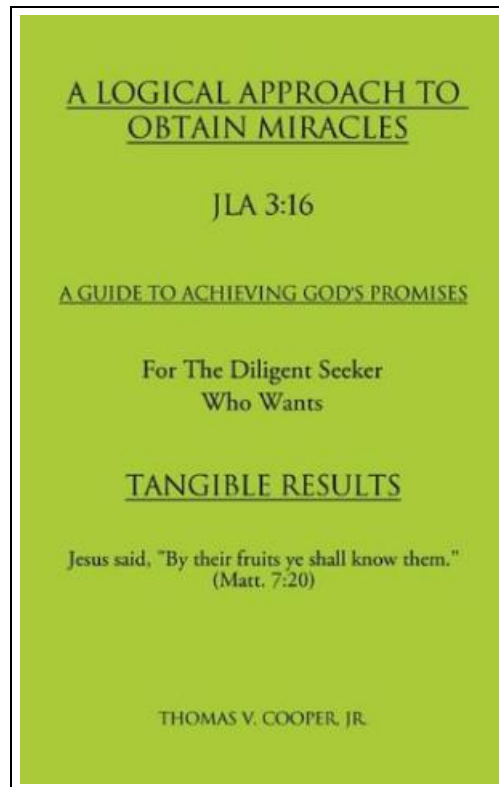 A LOGICAL APPROACH TO
OBTAIN MIRACLES
JLA 3:16
A GUIDE TO ACHIEVING GOD'S PROMISES
For The Diligent Seeker
Who Wants
TANGIBLE RESULTS
Jesus said, "By their fruits ye shall know them."
(Matt. 7:20)
THOMAS V. COOPER, JR.